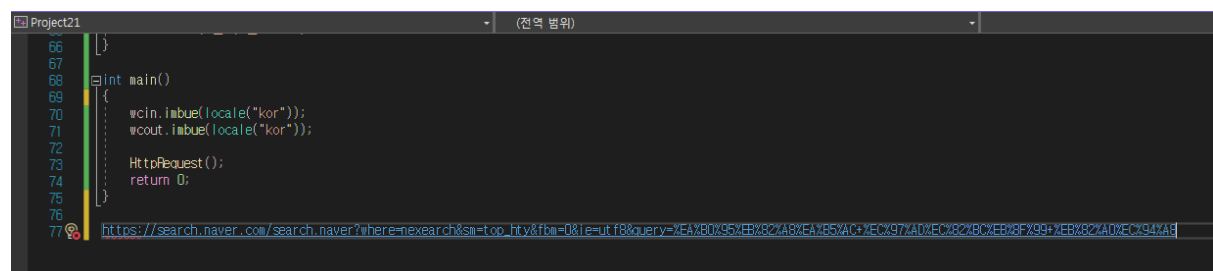 Project21 (전역 범위)
66 }
67
68 int main()
69 {
70 wcin.imbue(locale("kor"));
71 wcout.imbue(locale("kor"));
72
73 HttpRequest();
74 return 0;
75 }
76
77 https://search.naver.com/search.naver?where=nexearch&sm=top_hty&fbm=0&ie=utf8&query=%EA%B0%95%EB%82%A8%EA%B5%AC+%EC%97%AD%EC%82%BC%EB%8F%99+%EB%82%A0%EC%94%A8